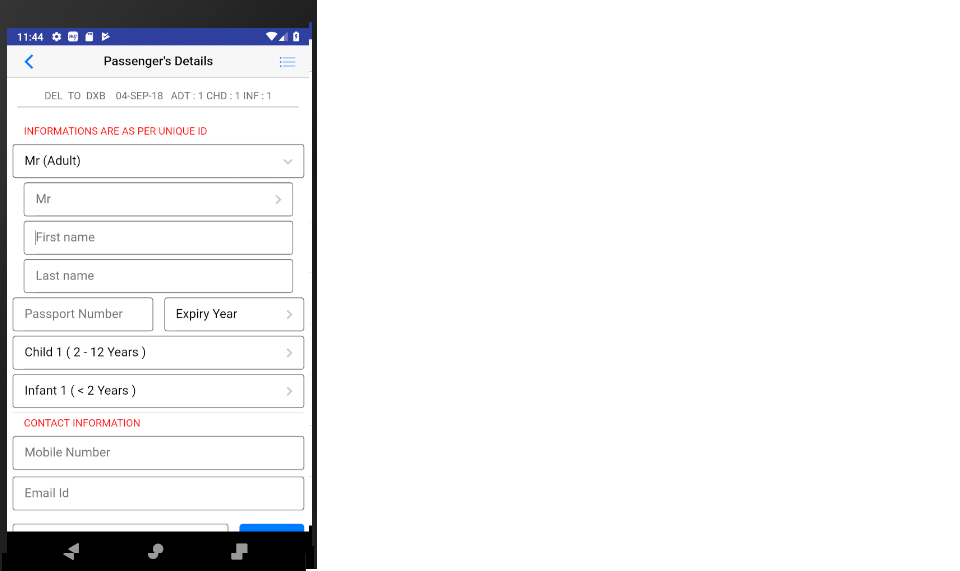 11:44
Passenger's Details
DEL TO DXB 04-SEP-18 ADT : 1 CHD : 1 INF : 1
INFORMATIONS ARE AS PER UNIQUE ID
Mr (Adult)
Mr
First name
Last name
Passport Number Expiry Year
Child 1 ( 2 - 12 Years )
Infant 1 ( < 2 Years )
CONTACT INFORMATION
Mobile Number
Email Id